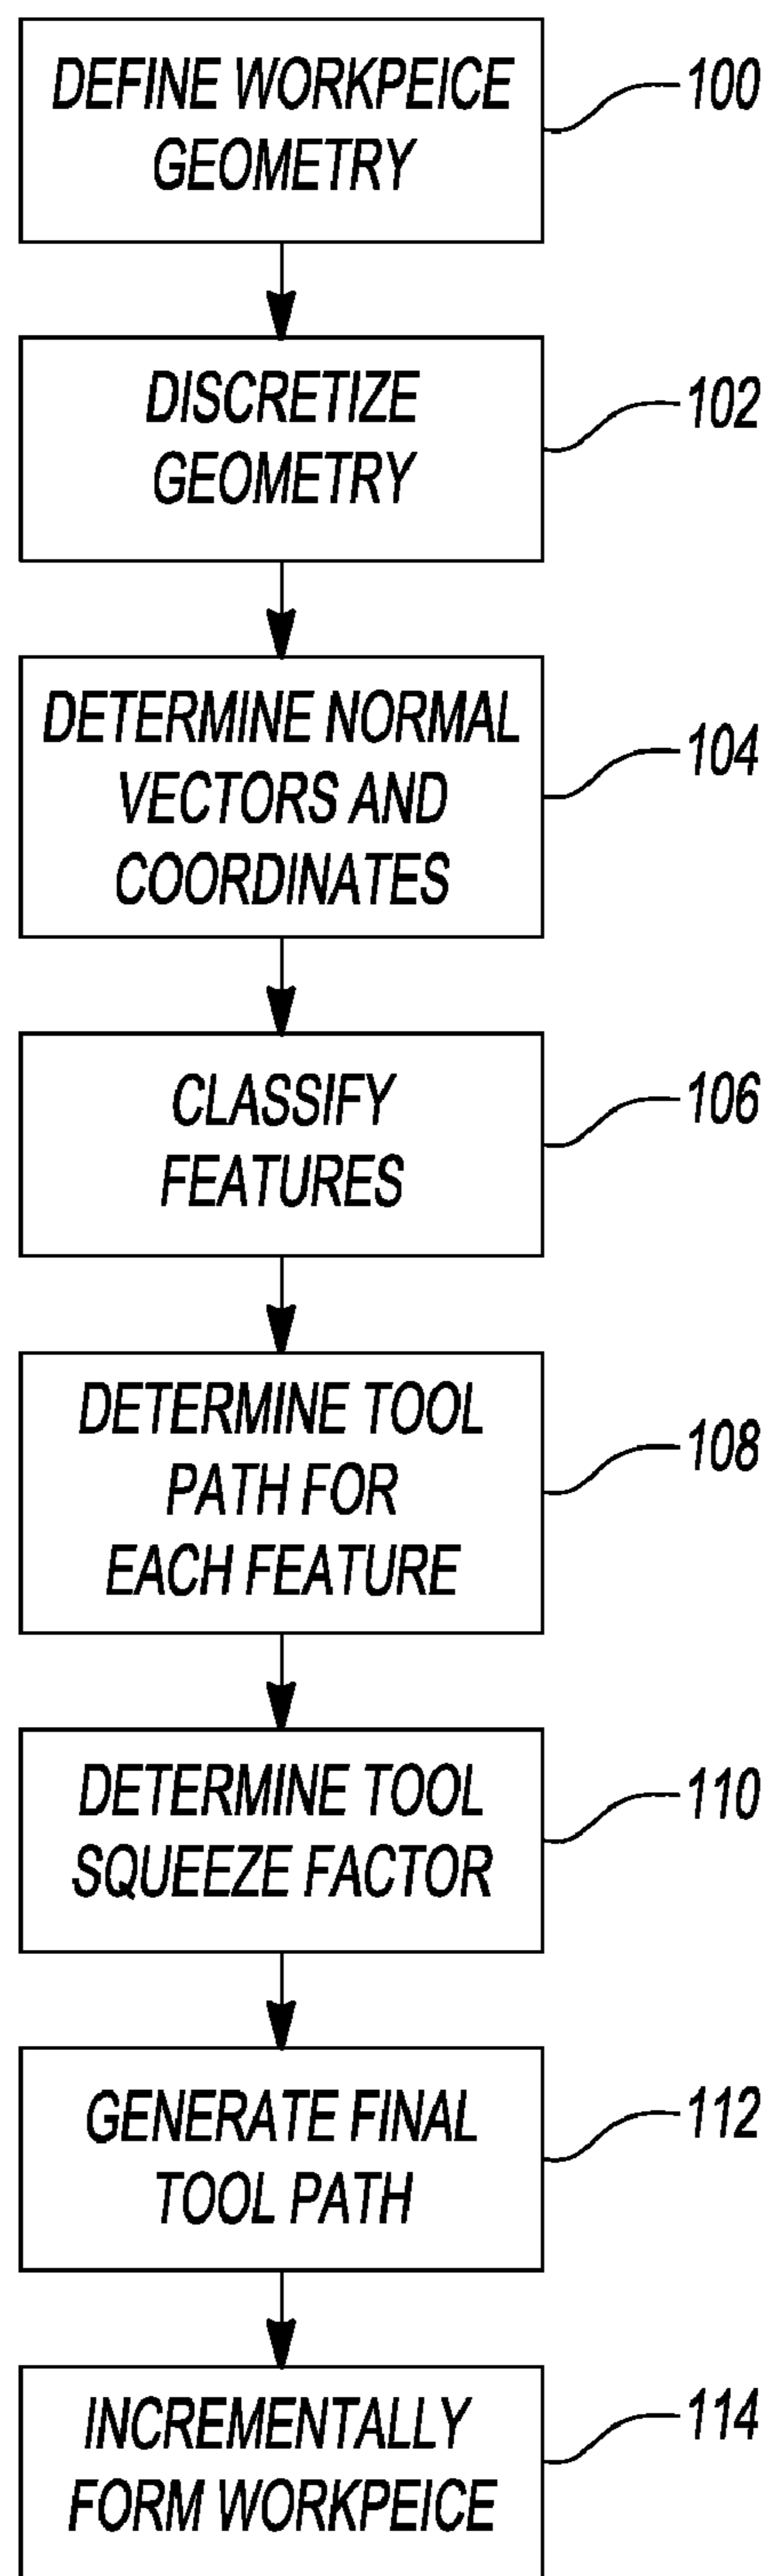 DEFINE WORKPEICE
GEOMETRY
100
DISCRETIZE
GEOMETRY
102
DETERMINE NORMAL
VECTORS AND
COORDINATES
104
CLASSIFY
FEATURES
106
DETERMINE TOOL
PATH FOR
EACH FEATURE
108
DETERMINE TOOL
SQUEEZE FACTOR
110
GENERATE FINAL
TOOL PATH
112
INCREMENTALLY
FORM WORKPEICE
114